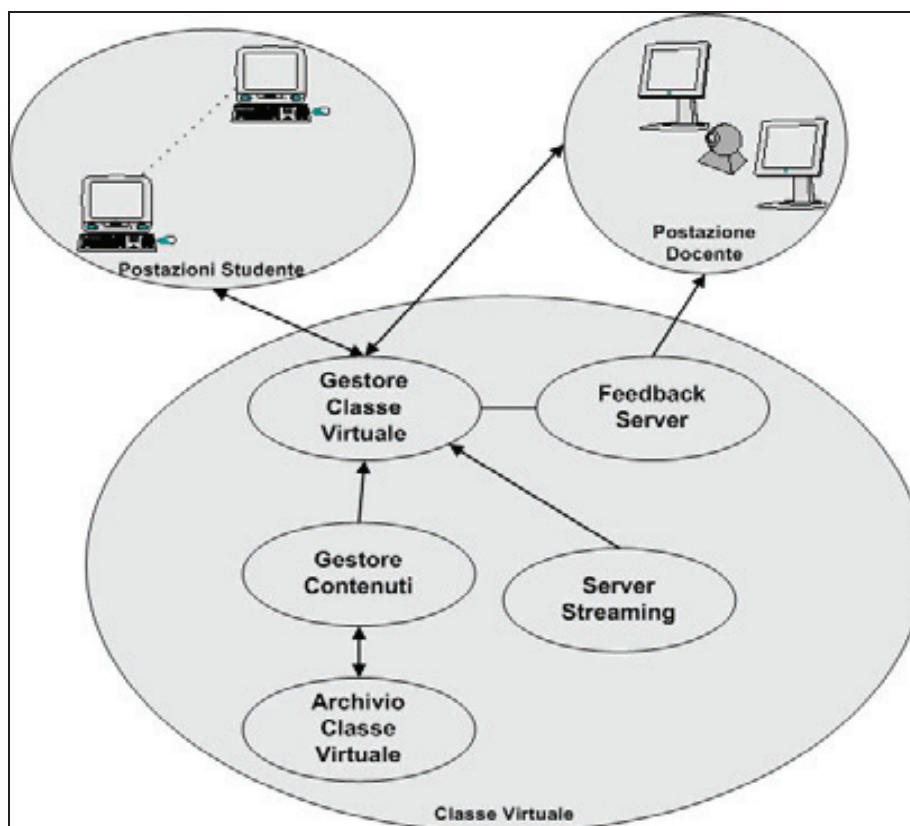 Postazioni Studente
Postazione
Docente
Gestore
Classe
Virtuale
Feedback
Server
Gestore
Contenuti
Server
Streaming
Archivio
Classe
Virtuale
Classe Virtuale